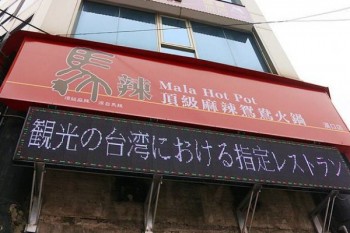 馬辣
Mala Hot Pot
頂級麻辣鴛鴦火鍋
観光の台湾における指定レストラン